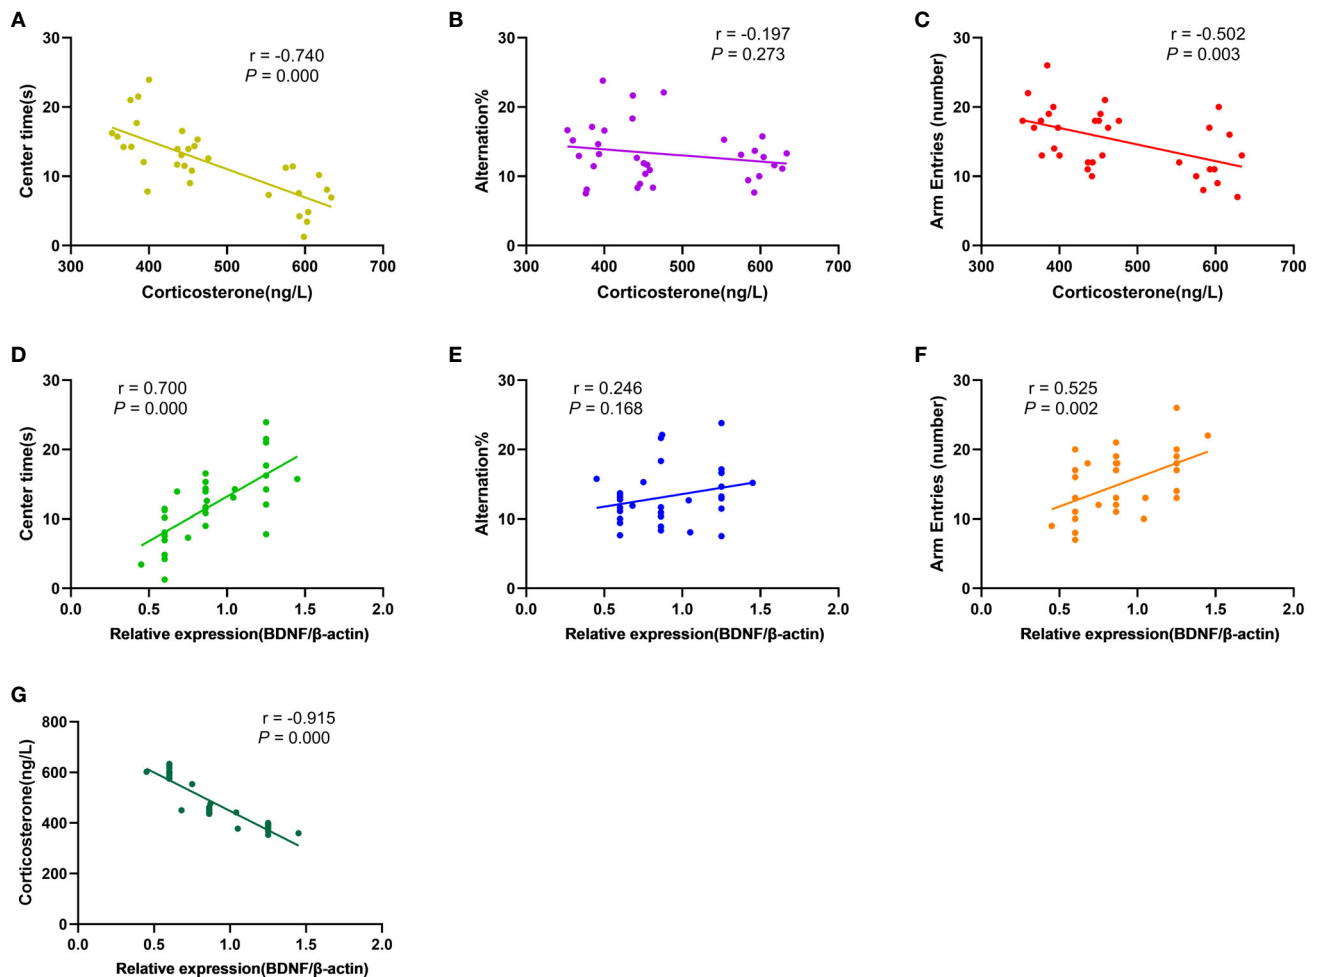 A
r = -0.740
P = 0.000
Center time(s)
30
20
10
0
300 400 500 600 700
Corticosterone(ng/L)
B
r = -0.197
P = 0.273
Alternation%
30
20
10
0
300 400 500 600 700
Corticosterone(ng/L)
C
r = -0.502
P = 0.003
Arm Entries (number)
30
20
10
0
300 400 500 600 700
Corticosterone(ng/L)
D
r = 0.700
P = 0.000
Center time(s)
30
20
10
0
0.0 0.5 1.0 1.5 2.0
Relative expression(BDNF/β-actin)
E
r = 0.246
P = 0.168
Alternation%
30
20
10
0
0.0 0.5 1.0 1.5 2.0
Relative expression(BDNF/β-actin)
F
r = 0.525
P = 0.002
Arm Entries (number)
30
20
10
0
0.0 0.5 1.0 1.5 2.0
Relative expression(BDNF/β-actin)
G
r = -0.915
P = 0.000
Corticosterone(ng/L)
800
600
400
200
0
0.0 0.5 1.0 1.5 2.0
Relative expression(BDNF/β-actin)